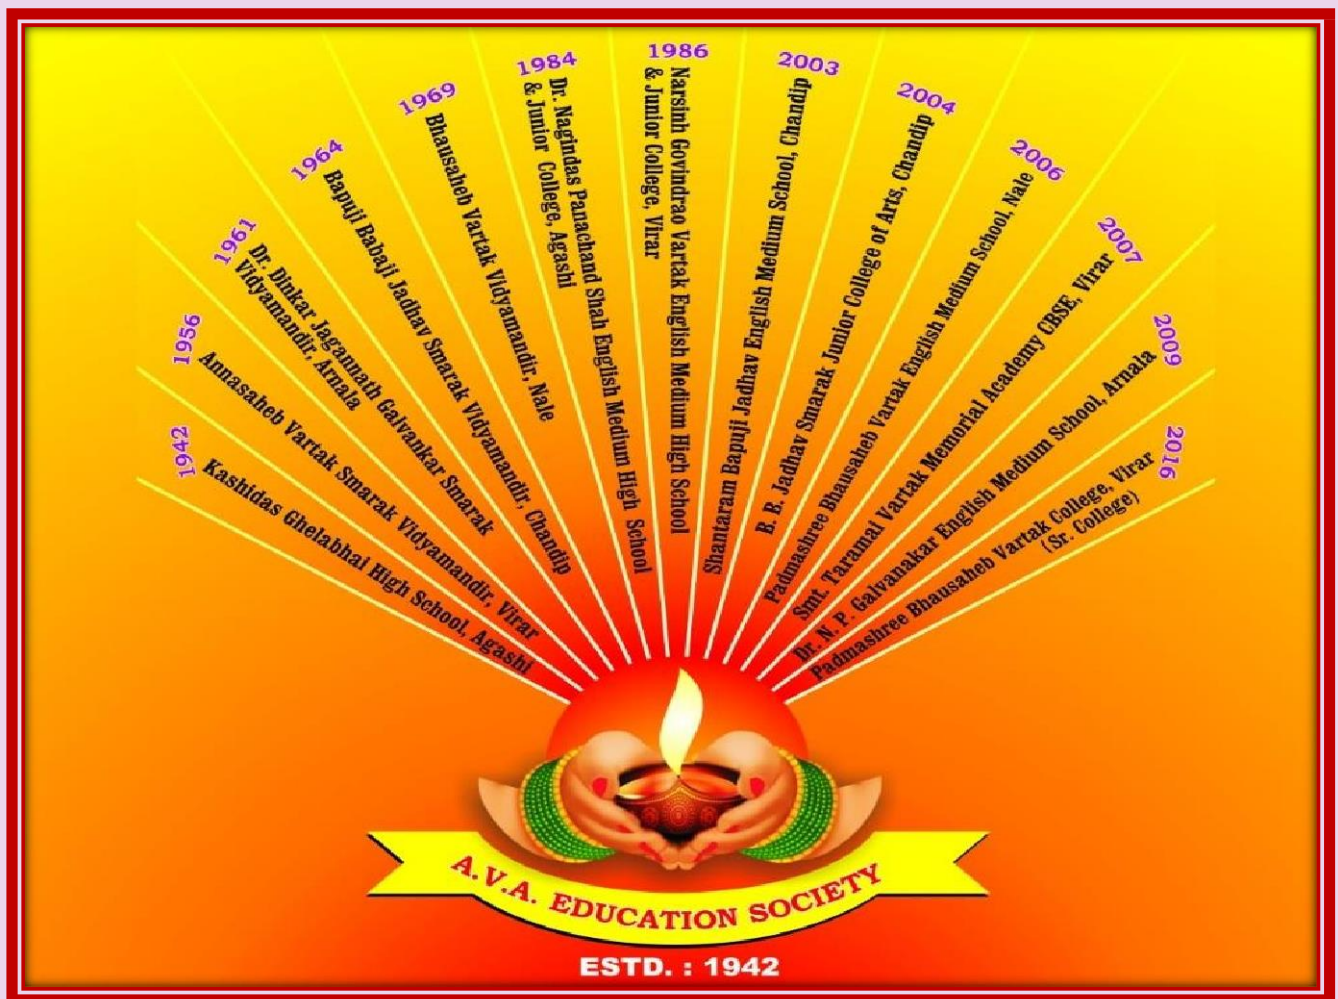 1942
Kashidas Ghelabhai High School, Agashi
1956
Annasaheb Vartak Smarak Vidyamandir, Virar
1961
Dr. Dinkar Jagannath Galvankar Smarak
Vidyamandir, Arnala
1964
Bapuji Babaji Jadhav Smarak Vidyamandir, Chandip
1969
Bhausaheb Vartak Vidyamandir, Nale
1984
Dr. Nagindas Panachand Shah English Medium High School
& Junior College, Agashi
1986
Narsinh Govindrao Vartak English Medium High School
& Junior College, Virar
2003
Shantaram Bapuji Jadhav English Medium School, Chandip
2004
B. B. Jadhav Smarak Junior College of Arts, Chandip
2006
Padmashree Bhausaheb Vartak English Medium School, Nale
2007
Smt. Taramai Vartak Memorial Academy CBSE, Virar
2009
Dr. N. P. Galvanakar English Medium School, Arnala
2016
Padmashree Bhausaheb Vartak College, Virar
(Sr. College)
A.V.A. EDUCATION SOCIETY
ESTD. : 1942